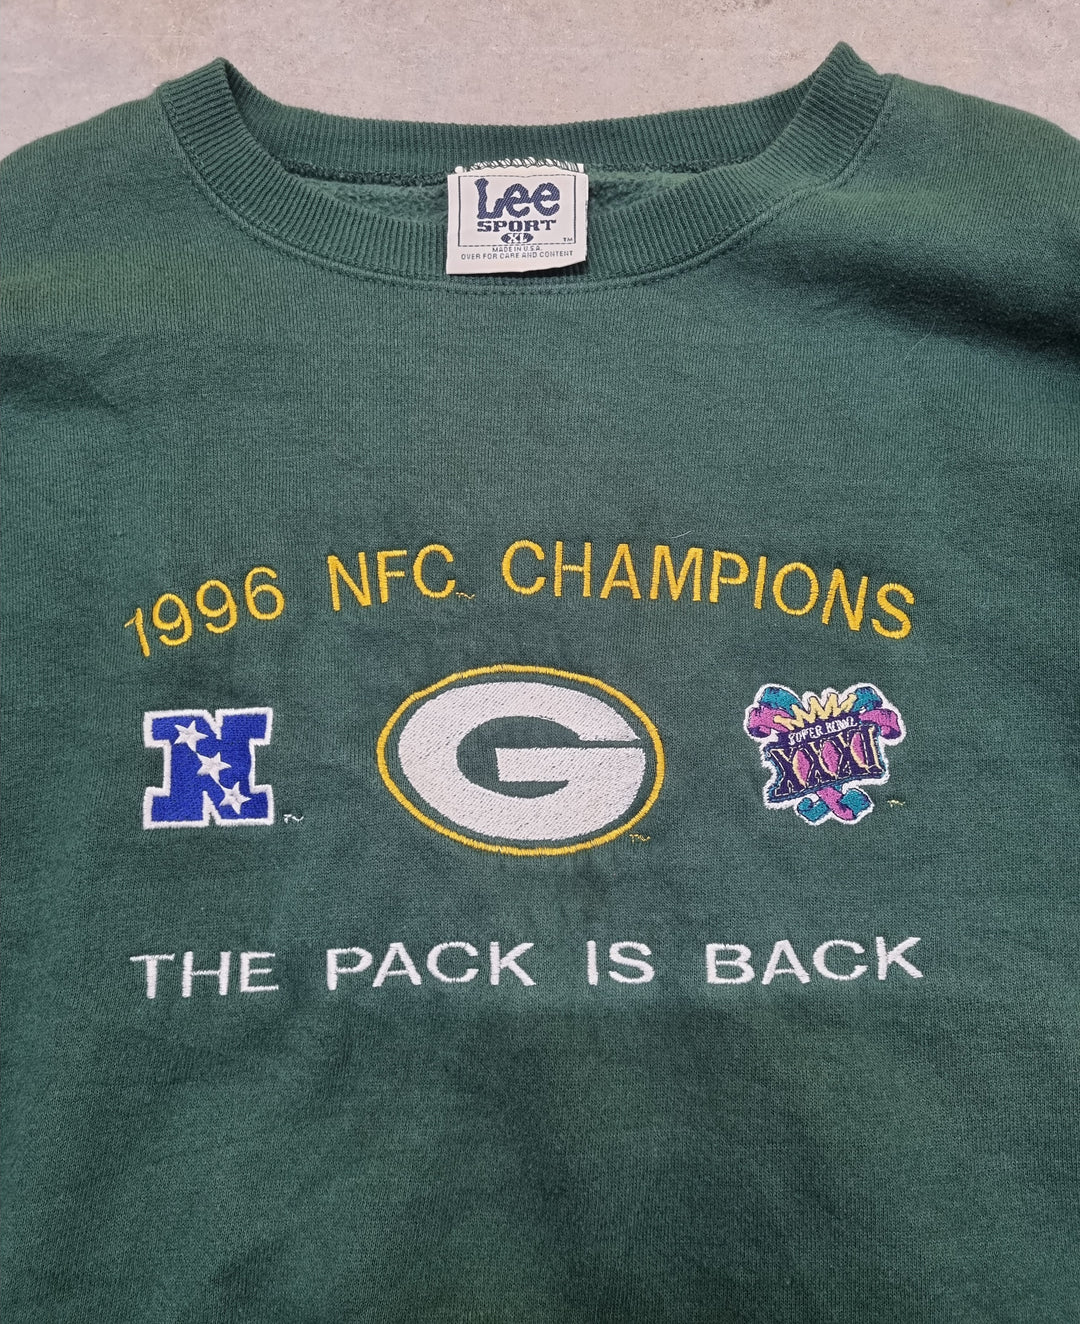 Lee
SPORT
XL
TM
MADE IN U.S.A.
OVER FOR CARE AND CONTENT
1996 NFC CHAMPIONS
N
G
SUPER BOWL
XXXI
THE PACK IS BACK